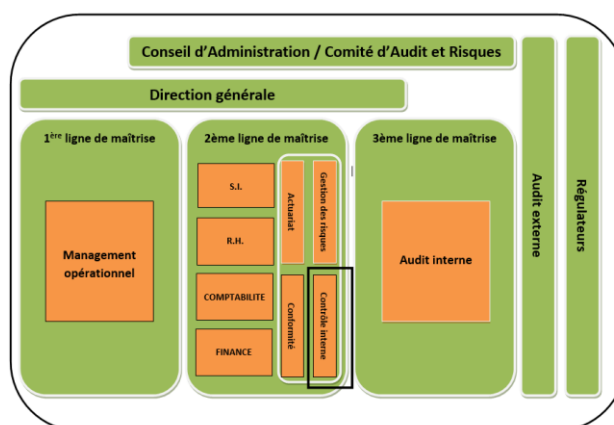 Conseil d'Administration / Comité d'Audit et Risques
Direction générale
1ère ligne de maîtrise
Management
opérationnel
2ème ligne de maîtrise
S.I.
R.H.
COMPTABILITE
FINANCE
Actuariat
Gestion des risques
Conformité
Contrôle interne
3ème ligne de maîtrise
Audit interne
Audit externe
Régulateurs